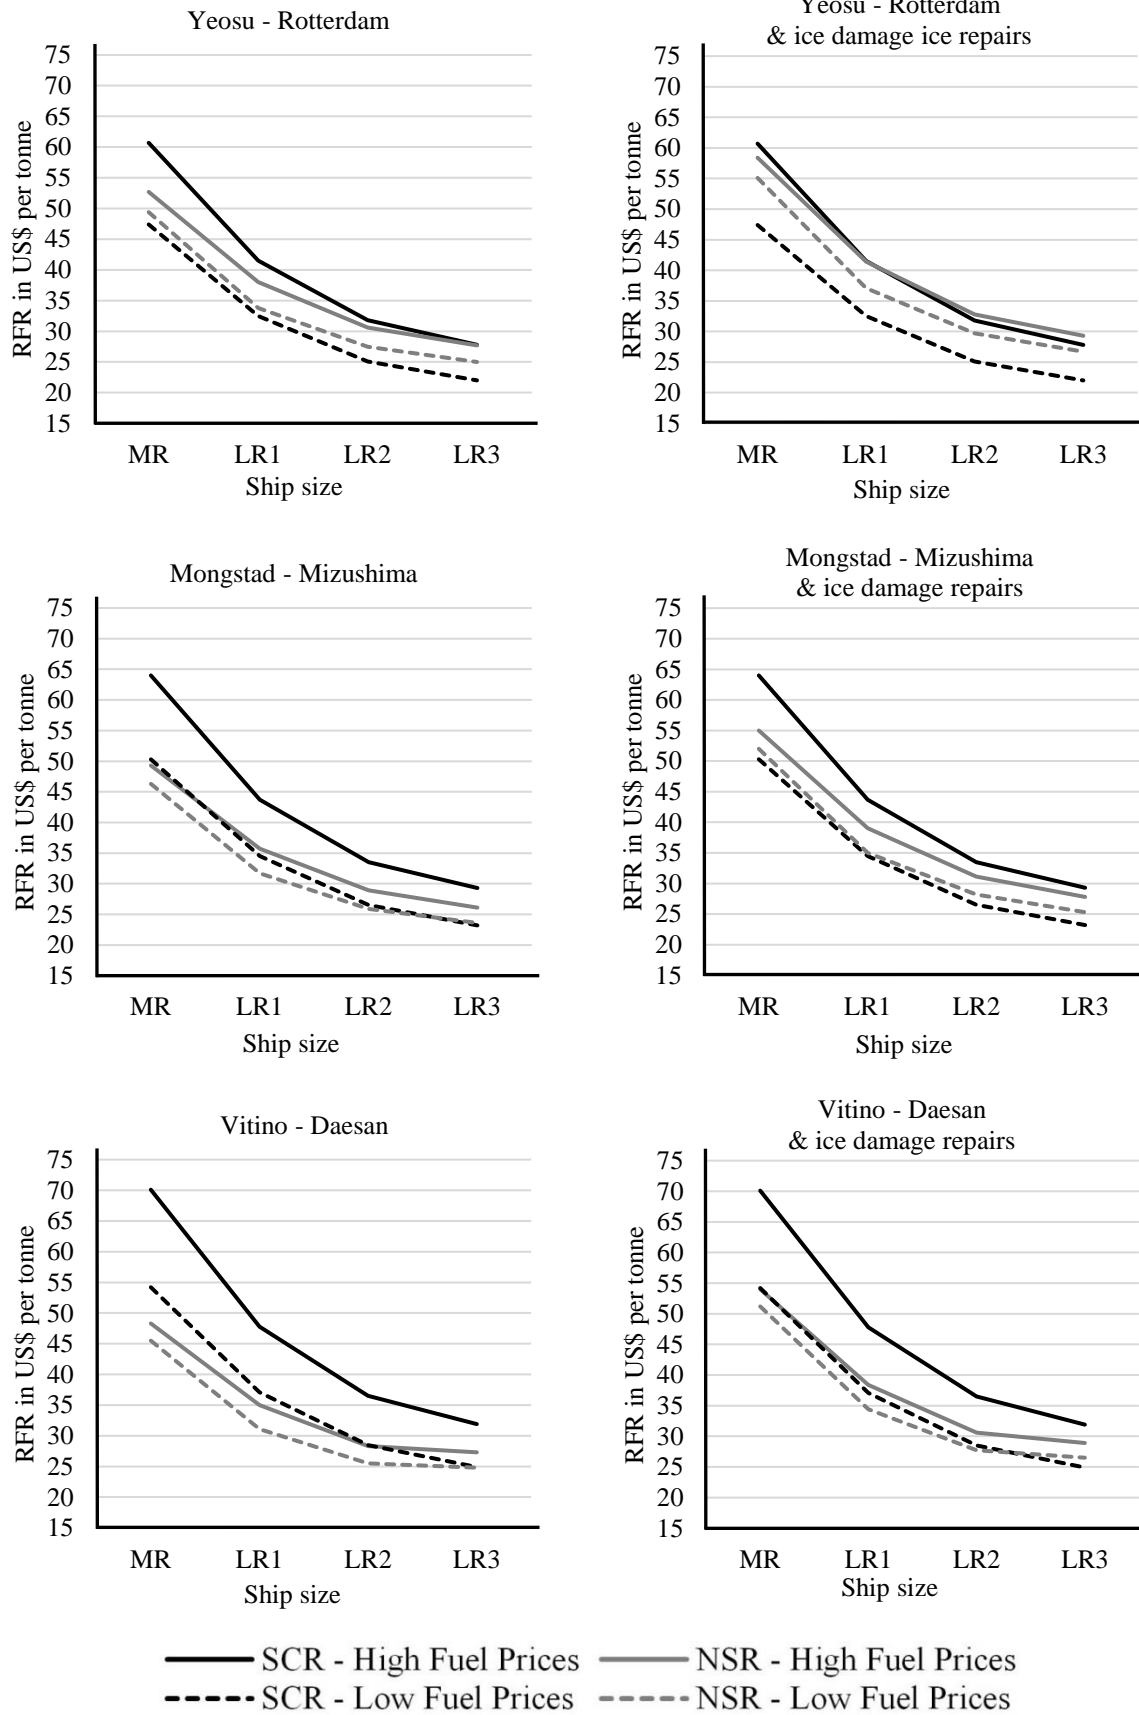 Yeosu - Rotterdam
75
70
65
60
55
50
45
40
35
30
25
20
15
RFR in US$ per tonne
MR LR1 LR2 LR3
Ship size
Yeosu - Rotterdam
& ice damage ice repairs
75
70
65
60
55
50
45
40
35
30
25
20
15
RFR in US$ per tonne
MR LR1 LR2 LR3
Ship size
Mongstad - Mizushima
75
70
65
60
55
50
45
40
35
30
25
20
15
RFR in US$ per tonne
MR LR1 LR2 LR3
Ship size
Mongstad - Mizushima
& ice damage repairs
75
70
65
60
55
50
45
40
35
30
25
20
15
RFR in US$ per tonne
MR LR1 LR2 LR3
Ship size
Vitino - Daesan
75
70
65
60
55
50
45
40
35
30
25
20
15
RFR in US$ per tonne
MR LR1 LR2 LR3
Ship size
Vitino - Daesan
& ice damage repairs
75
70
65
60
55
50
45
40
35
30
25
20
15
RFR in US$ per tonne
MR LR1 LR2 LR3
Ship size
SCR - High Fuel Prices NSR - High Fuel Prices
SCR - Low Fuel Prices NSR - Low Fuel Prices